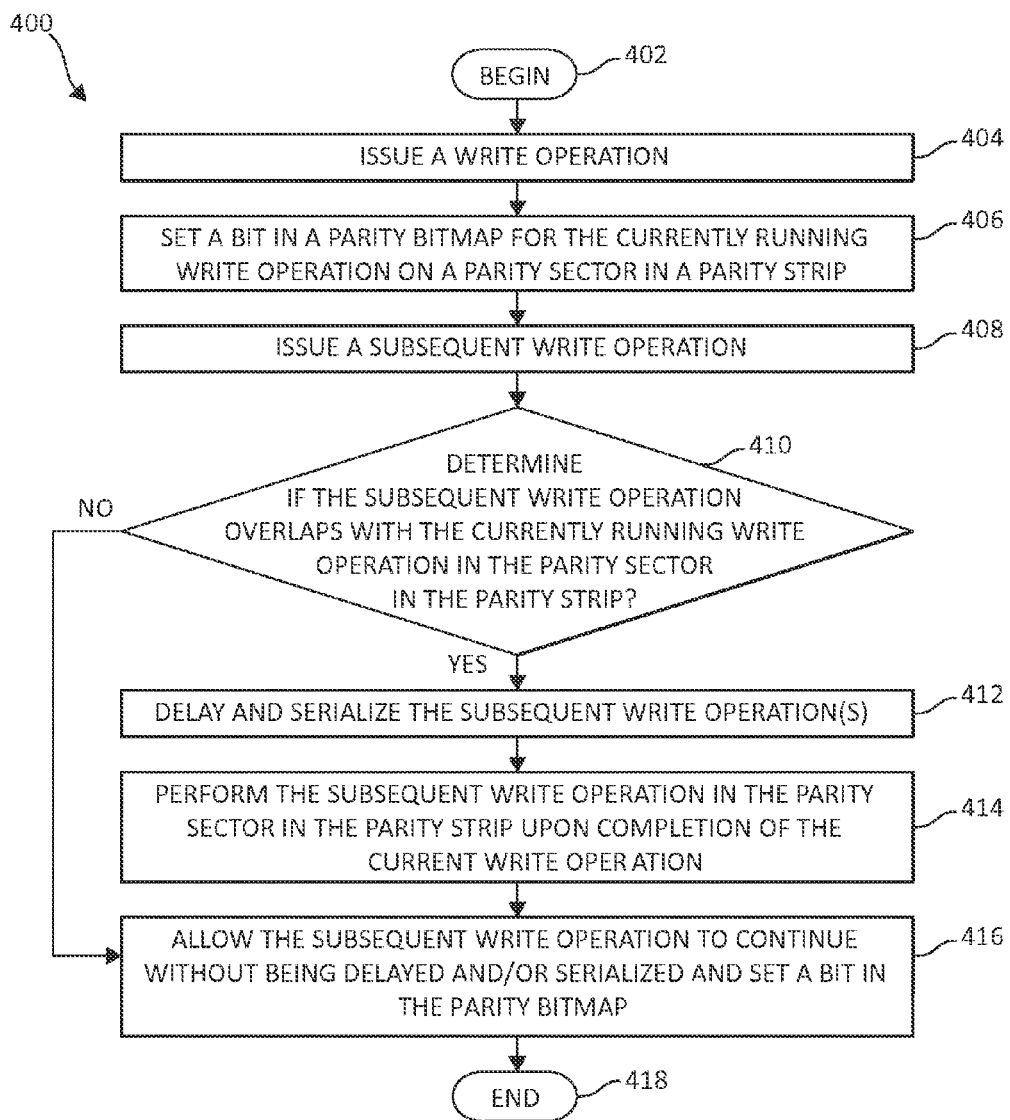 400
BEGIN
402
ISSUE A WRITE OPERATION
404
SET A BIT IN A PARITY BITMAP FOR THE CURRENTLY RUNNING
WRITE OPERATION ON A PARITY SECTOR IN A PARITY STRIP
406
ISSUE A SUBSEQUENT WRITE OPERATION
408
410
DETERMINE
IF THE SUBSEQUENT WRITE OPERATION
OVERLAPS WITH THE CURRENTLY RUNNING WRITE
OPERATION IN THE PARITY SECTOR
IN THE PARITY STRIP?
NO
YES
DELAY AND SERIALIZE THE SUBSEQUENT WRITE OPERATION(S)
412
PERFORM THE SUBSEQUENT WRITE OPERATION IN THE PARITY
SECTOR IN THE PARITY STRIP UPON COMPLETION OF THE
CURRENT WRITE OPERATION
414
ALLOW THE SUBSEQUENT WRITE OPERATION TO CONTINUE
WITHOUT BEING DELAYED AND/OR SERIALIZED AND SET A BIT IN
THE PARITY BITMAP
416
END
418